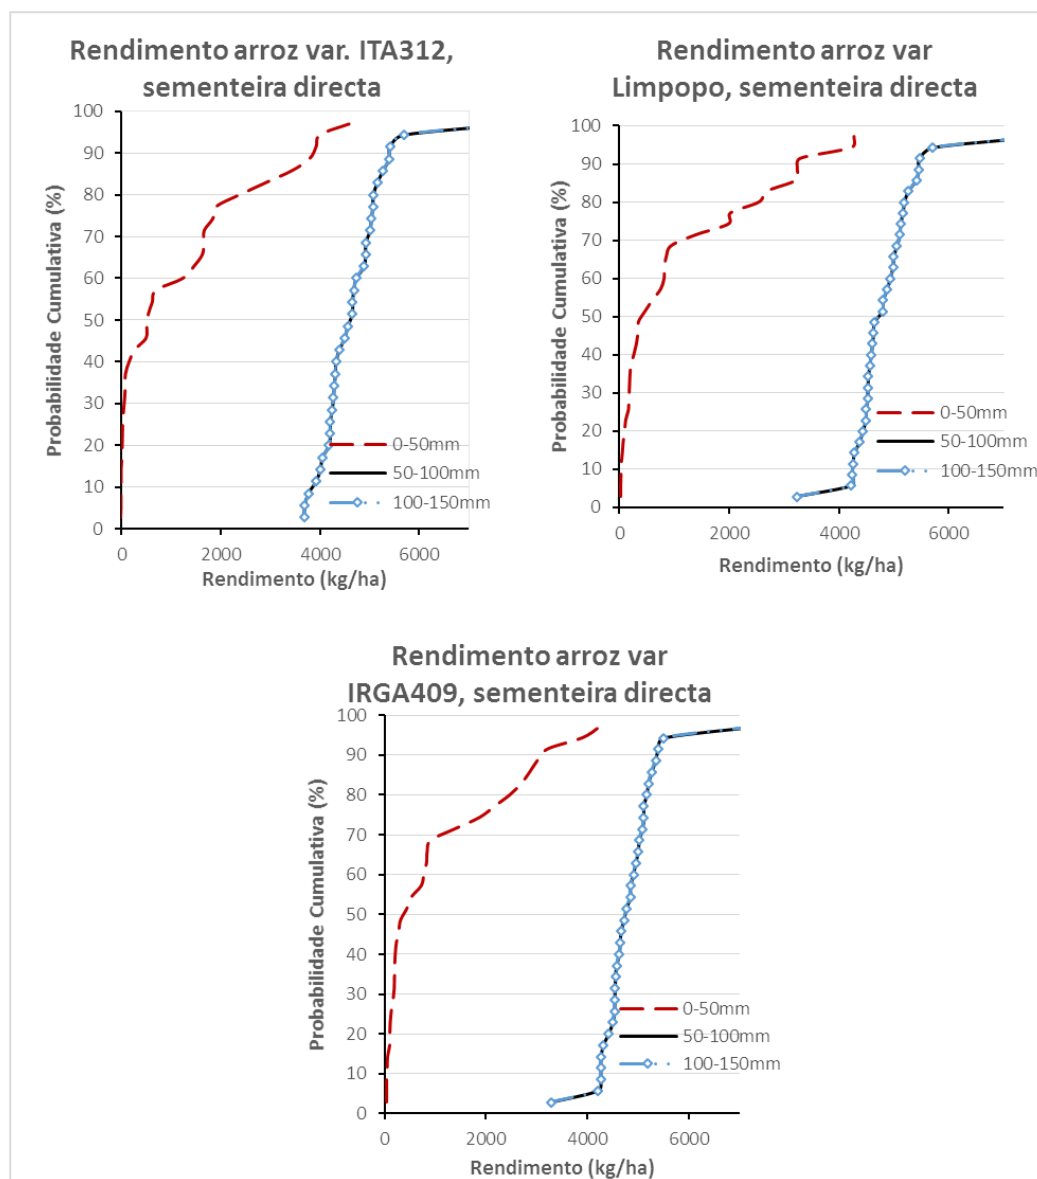 Rendimento arroz var. ITA312,
sementeira directa
Probabilidade Cumulativa (%)
100
90
80
70
60
50
40
30
20
10
0
0-50mm
50-100mm
100-150mm
0 2000 4000 6000
Rendimento (kg/ha)
Rendimento arroz var
Limpopo, sementeira directa
Probabilidade Cumulativa (%)
100
90
80
70
60
50
40
30
20
10
0
0-50mm
50-100mm
100-150mm
0 2000 4000 6000
Rendimento (kg/ha)
Rendimento arroz var
IRGA409, sementeira directa
Probabilidade Cumulativa (%)
100
90
80
70
60
50
40
30
20
10
0
0-50mm
50-100mm
100-150mm
0 2000 4000 6000
Rendimento (kg/ha)